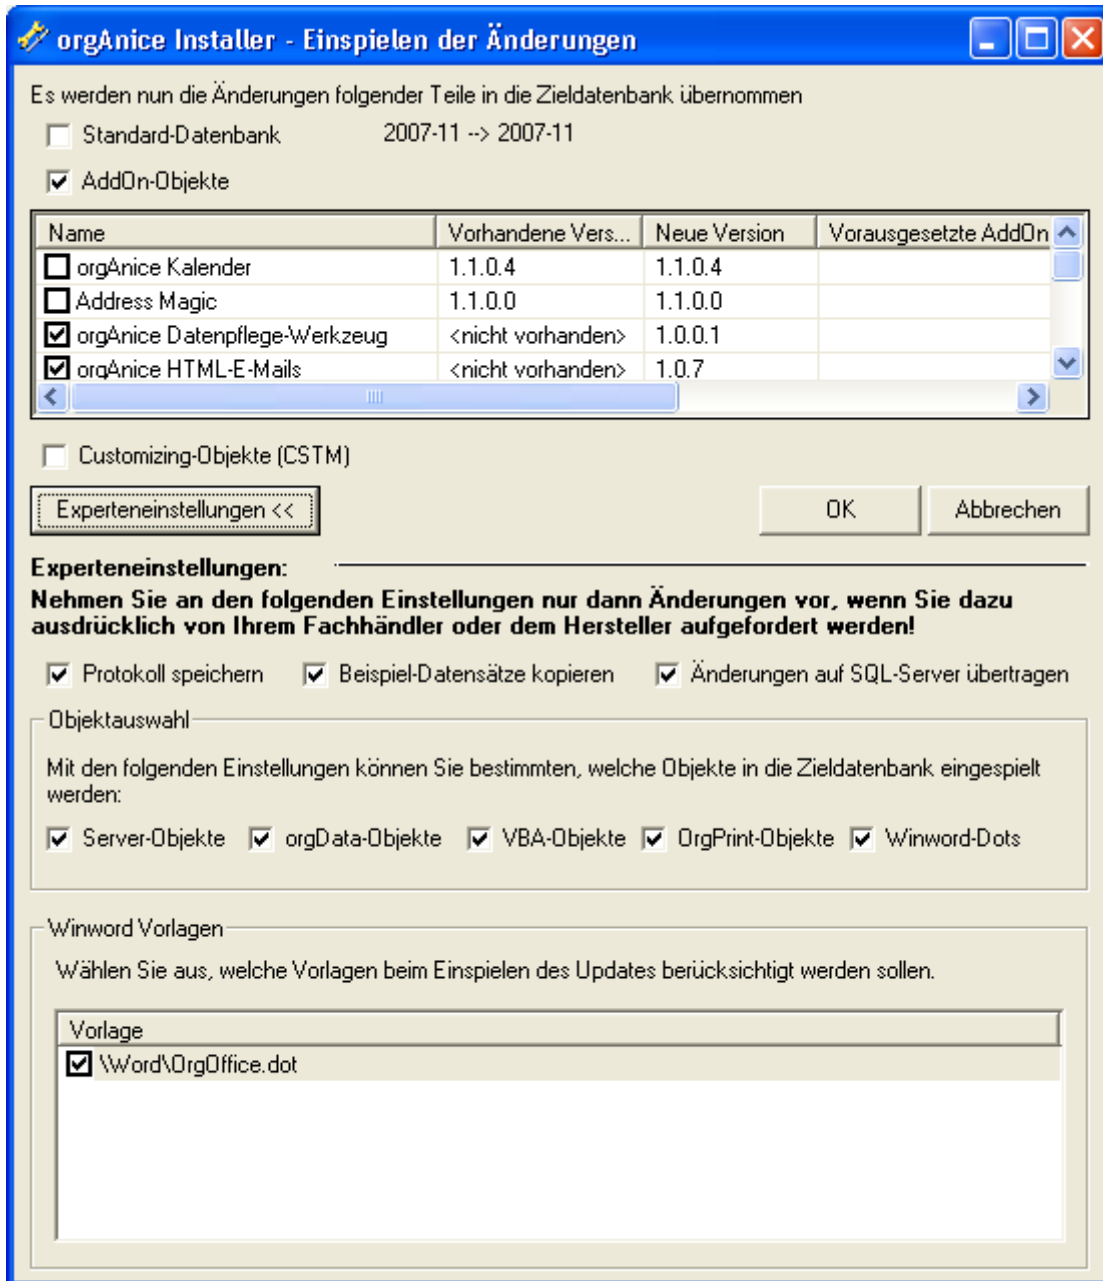 orgAnice Installer - Einspielen der Änderungen
Es werden nun die Änderungen folgender Teile in die Zieldatenbank übernommen
Standard-Datenbank 2007-11 --> 2007-11
AddOn-Objekte
Name Vorhandene Vers... Neue Version Vorausgesetzte AddOn
orgAnice Kalender 1.1.0.4 1.1.0.4
Address Magic 1.1.0.0 1.1.0.0
orgAnice Datenpflege-Werkzeug <nicht vorhanden> 1.0.0.1
orgAnice HTML-E-Mails <nicht vorhanden> 1.0.7
Customizing-Objekte (CSTM)
Experteneinstellungen << OK Abbrechen
Experteneinstellungen:
Nehmen Sie an den folgenden Einstellungen nur dann Änderungen vor, wenn Sie dazu
ausdrücklich von Ihrem Fachhändler oder dem Hersteller aufgefordert werden!
Protokoll speichern Beispiel-Datensätze kopieren Änderungen auf SQL-Server übertragen
Objektauswahl
Mit den folgenden Einstellungen können Sie bestimmten, welche Objekte in die Zieldatenbank eingespielt
werden:
Server-Objekte orgData-Objekte VBA-Objekte OrgPrint-Objekte Winword-Dots
Winword Vorlagen
Wählen Sie aus, welche Vorlagen beim Einspielen des Updates berücksichtigt werden sollen.
Vorlage
\Word\OrgOffice.dot